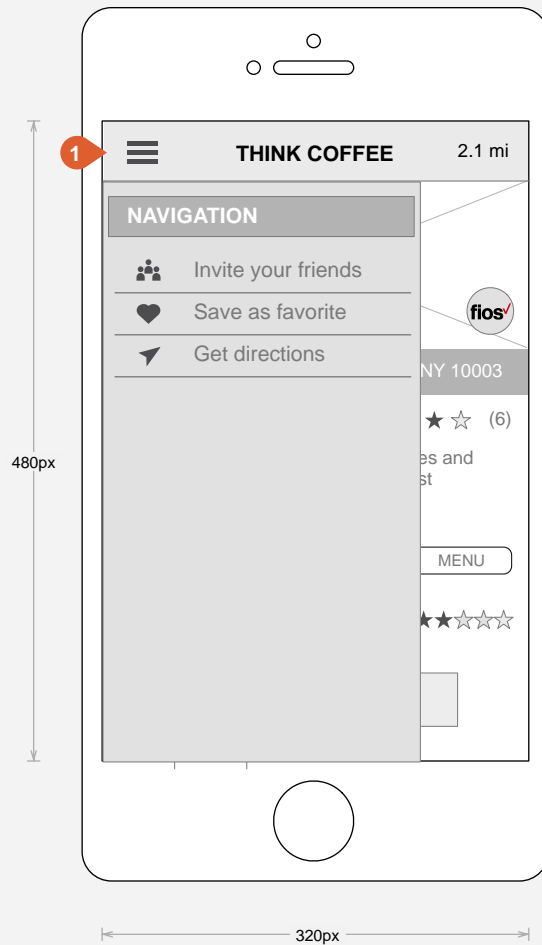 1
THINK COFFEE
2.1 mi
NAVIGATION
Invite your friends
fios
Save as favorite
Get directions
NY 10003
(6)
es and
st
480px
MENU
320px